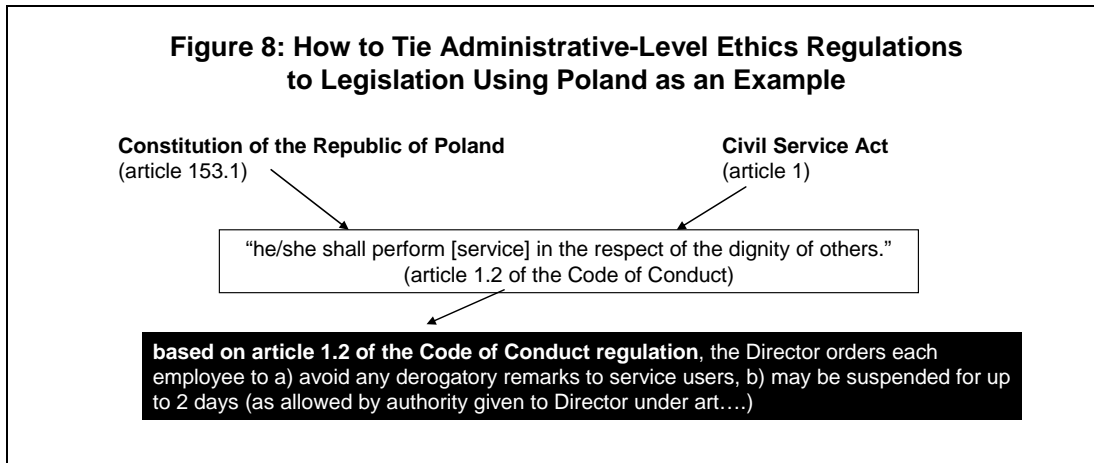 Figure 8: How to Tie Administrative-Level Ethics Regulations
to Legislation Using Poland as an Example
Constitution of the Republic of Poland
(article 153.1)
Civil Service Act
(article 1)
“he/she shall perform [service] in the respect of the dignity of others.”
(article 1.2 of the Code of Conduct)
based on article 1.2 of the Code of Conduct regulation, the Director orders each
employee to a) avoid any derogatory remarks to service users, b) may be suspended for up
to 2 days (as allowed by authority given to Director under art….)